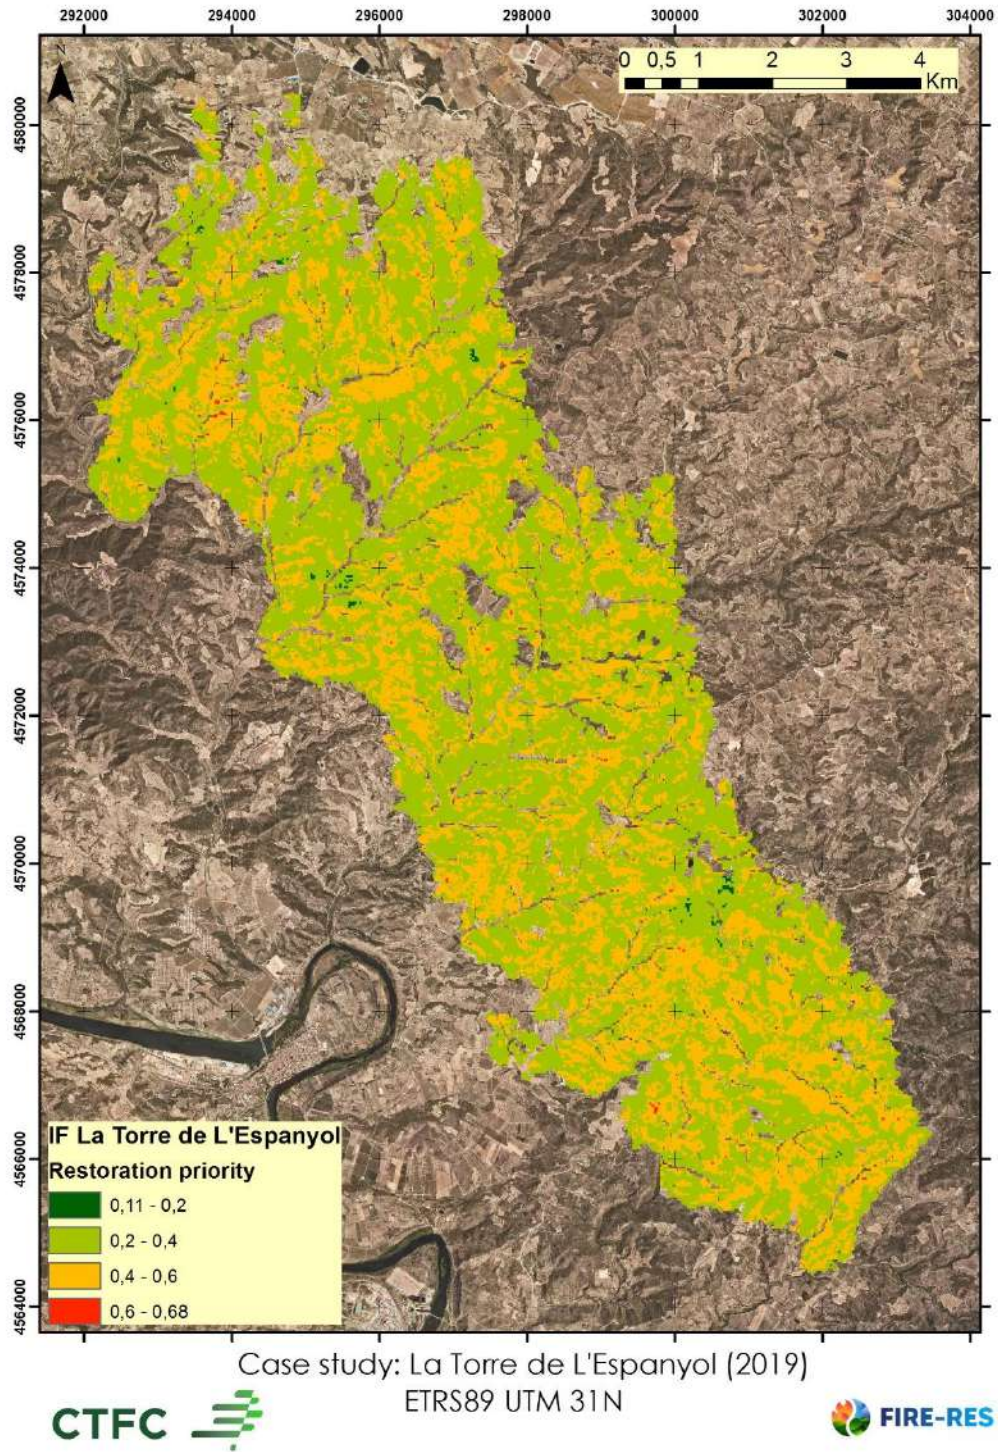 292000 294000 296000 298000 300000 302000 304000
N
0 0,5 1 2 3 4
Km
4580000
4578000
4576000
4574000
4572000
4570000
4568000
4566000
4564000
IF La Torre de L'Espanyol
Restoration priority
0,11 - 0,2
0,2 - 0,4
0,4 - 0,6
0,6 - 0,68
Case study: La Torre de L'Espanyol (2019)
ETRS89 UTM 31N
CTFC
FIRE-RES